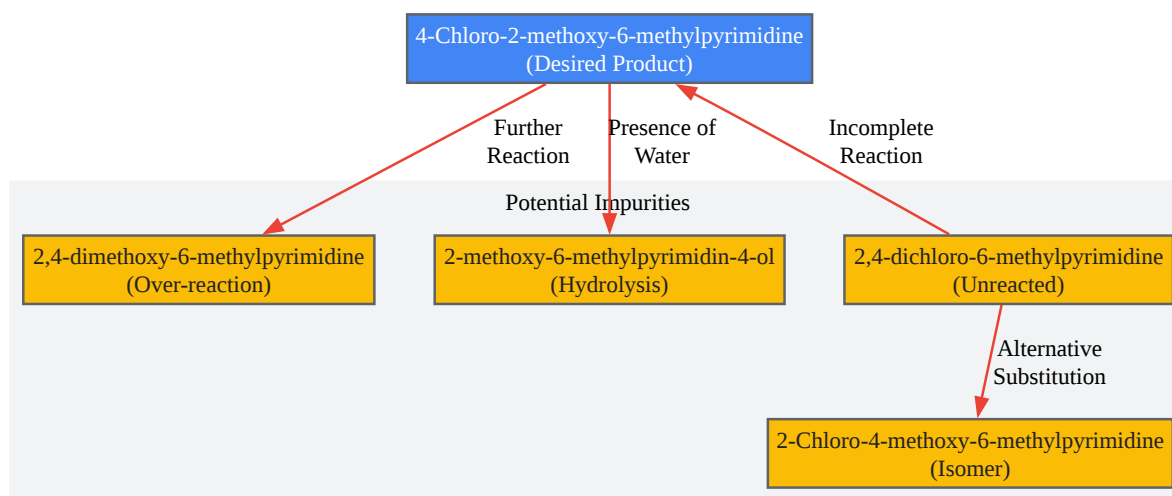 4-Chloro-2-methoxy-6-methylpyrimidine
(Desired Product)
Further
Reaction
Presence of
Water
Incomplete
Reaction
Potential Impurities
2,4-dimethoxy-6-methylpyrimidine
(Over-reaction)
2-methoxy-6-methylpyrimidin-4-ol
(Hydrolysis)
2,4-dichloro-6-methylpyrimidine
(Unreacted)
Alternative
Substitution
2-Chloro-4-methoxy-6-methylpyrimidine
(Isomer)